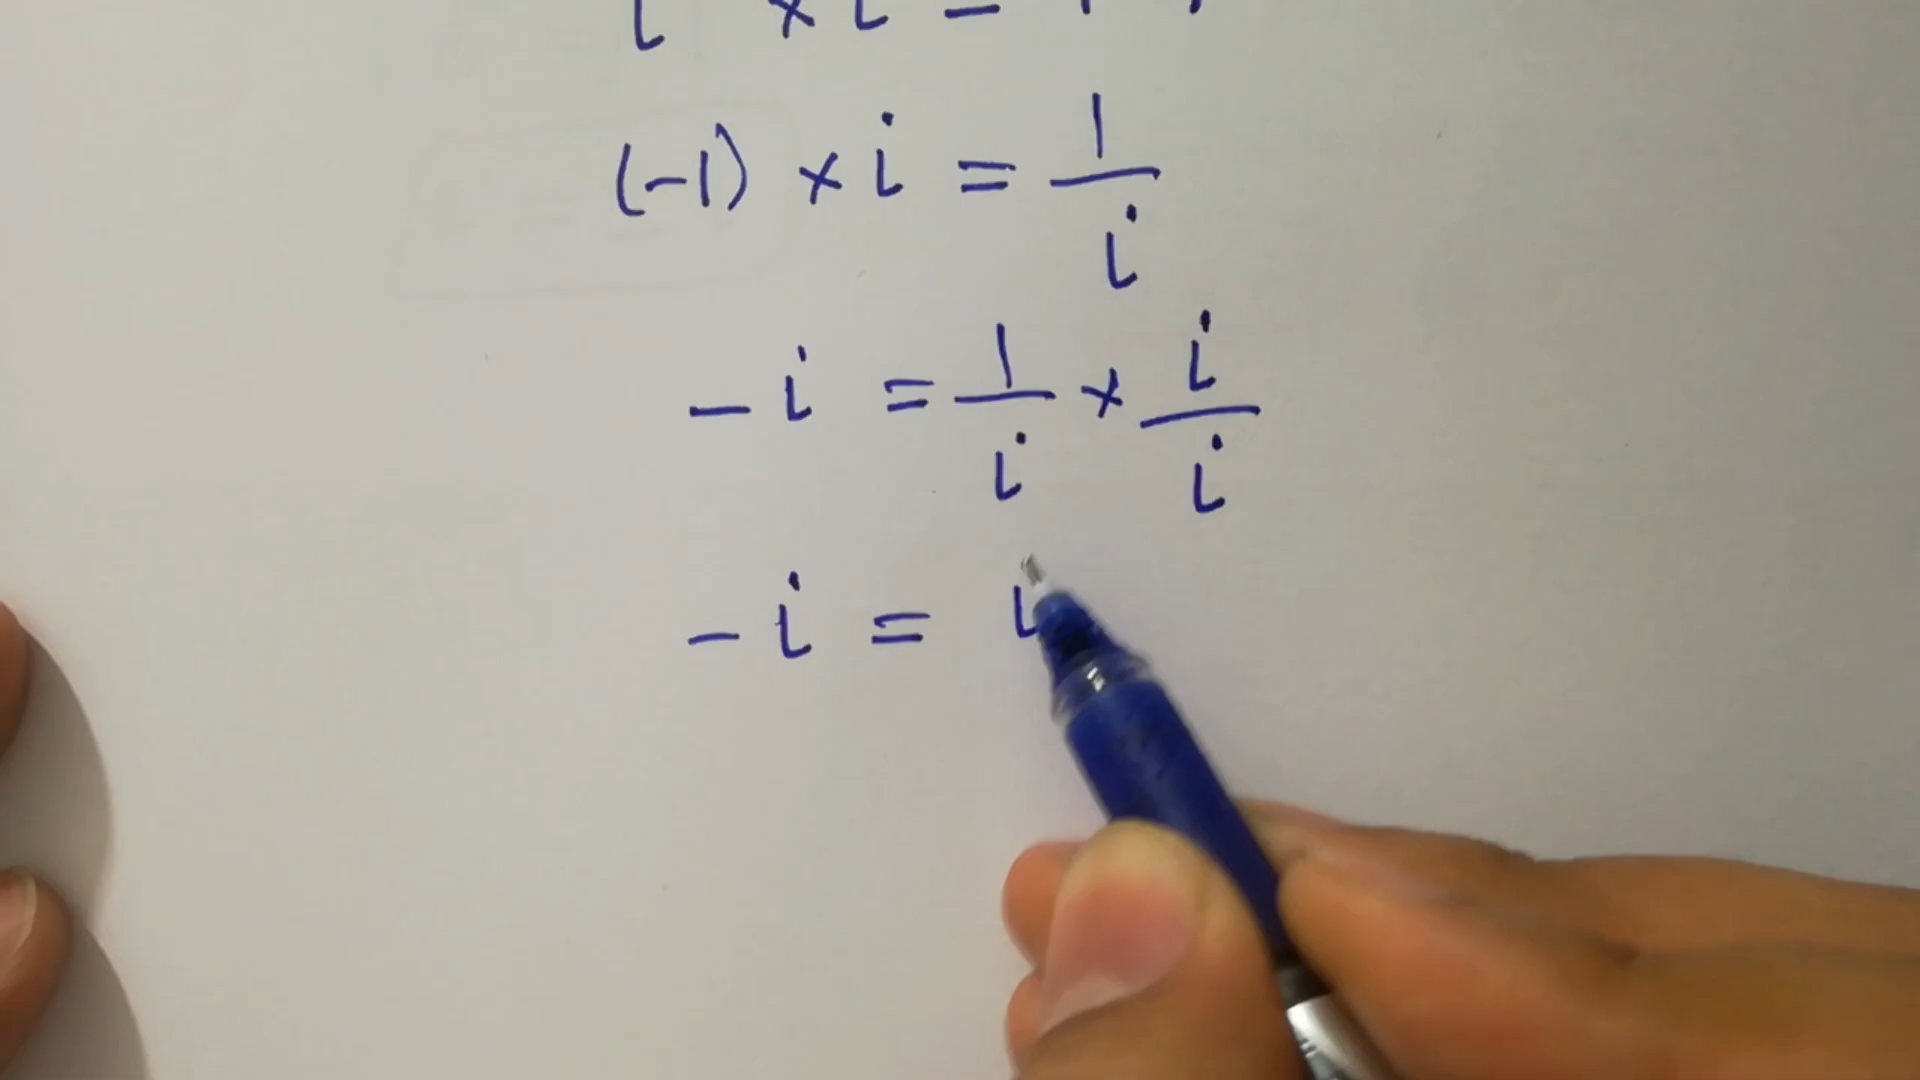 (-1) × i = 1/i
- i = 1/i × i/i
- i = i